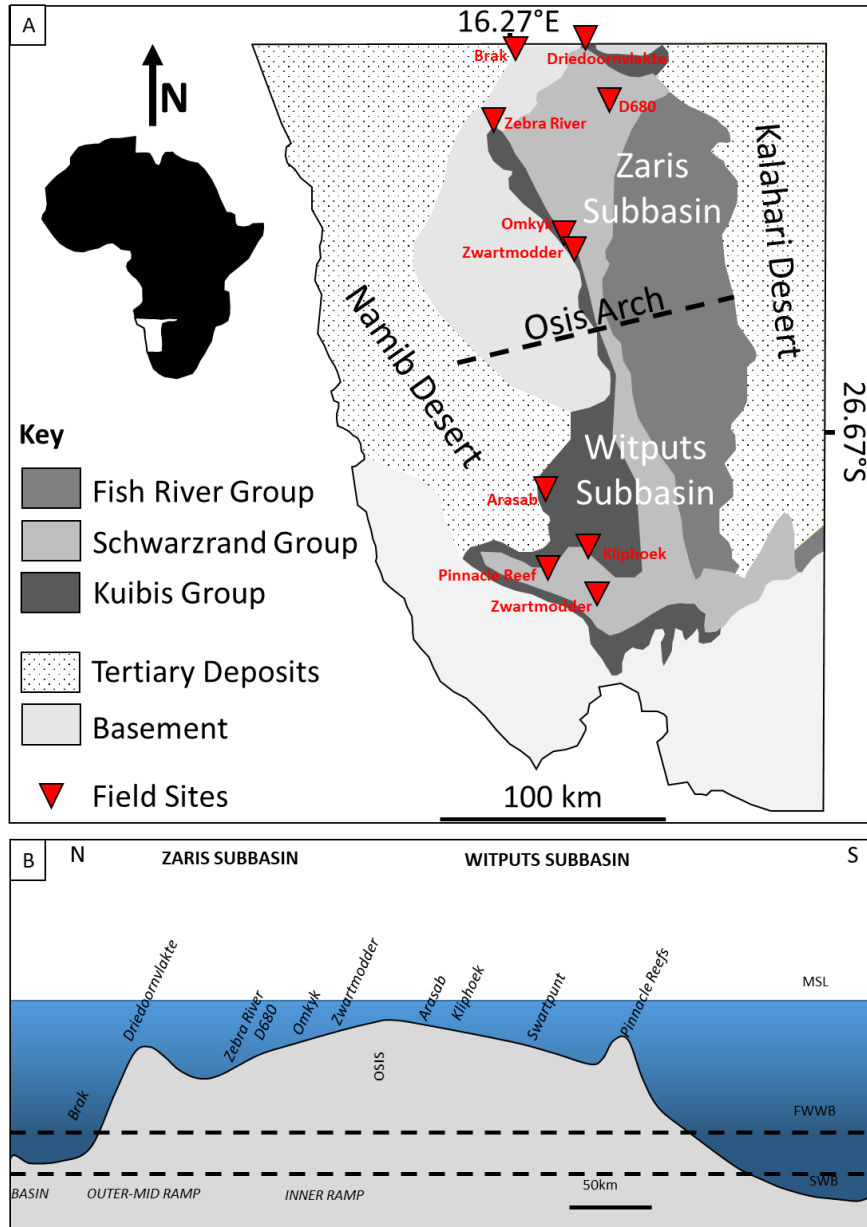 A
16.27°E
Brak
Driedoornvlakte
N
D680
Zebra River
Zaris
Subbasin
Kalahari Desert
Omkyk
Zwartmodder
Osis Arch
Namib Desert
26.67°S
Key
Fish River Group
Schwarzrand Group
Kuibis Group
Tertiary Deposits
Basement
Field Sites
Witputs
Subbasin
Arasab
Kliphoek
Pinnacle Reef
Zwartmodder
100 km
B
N
ZARIS SUBBASIN
WITPUTS SUBBASIN
S
Brak
Driedoornvlakte
Zebra River
D680
Omkyk
Zwartmodder
OSIS
Arasab
Kliphoek
Swartpunt
Pinnacle Reefs
MSL
FWWB
SWB
BASIN
OUTER-MID RAMP
INNER RAMP
50km